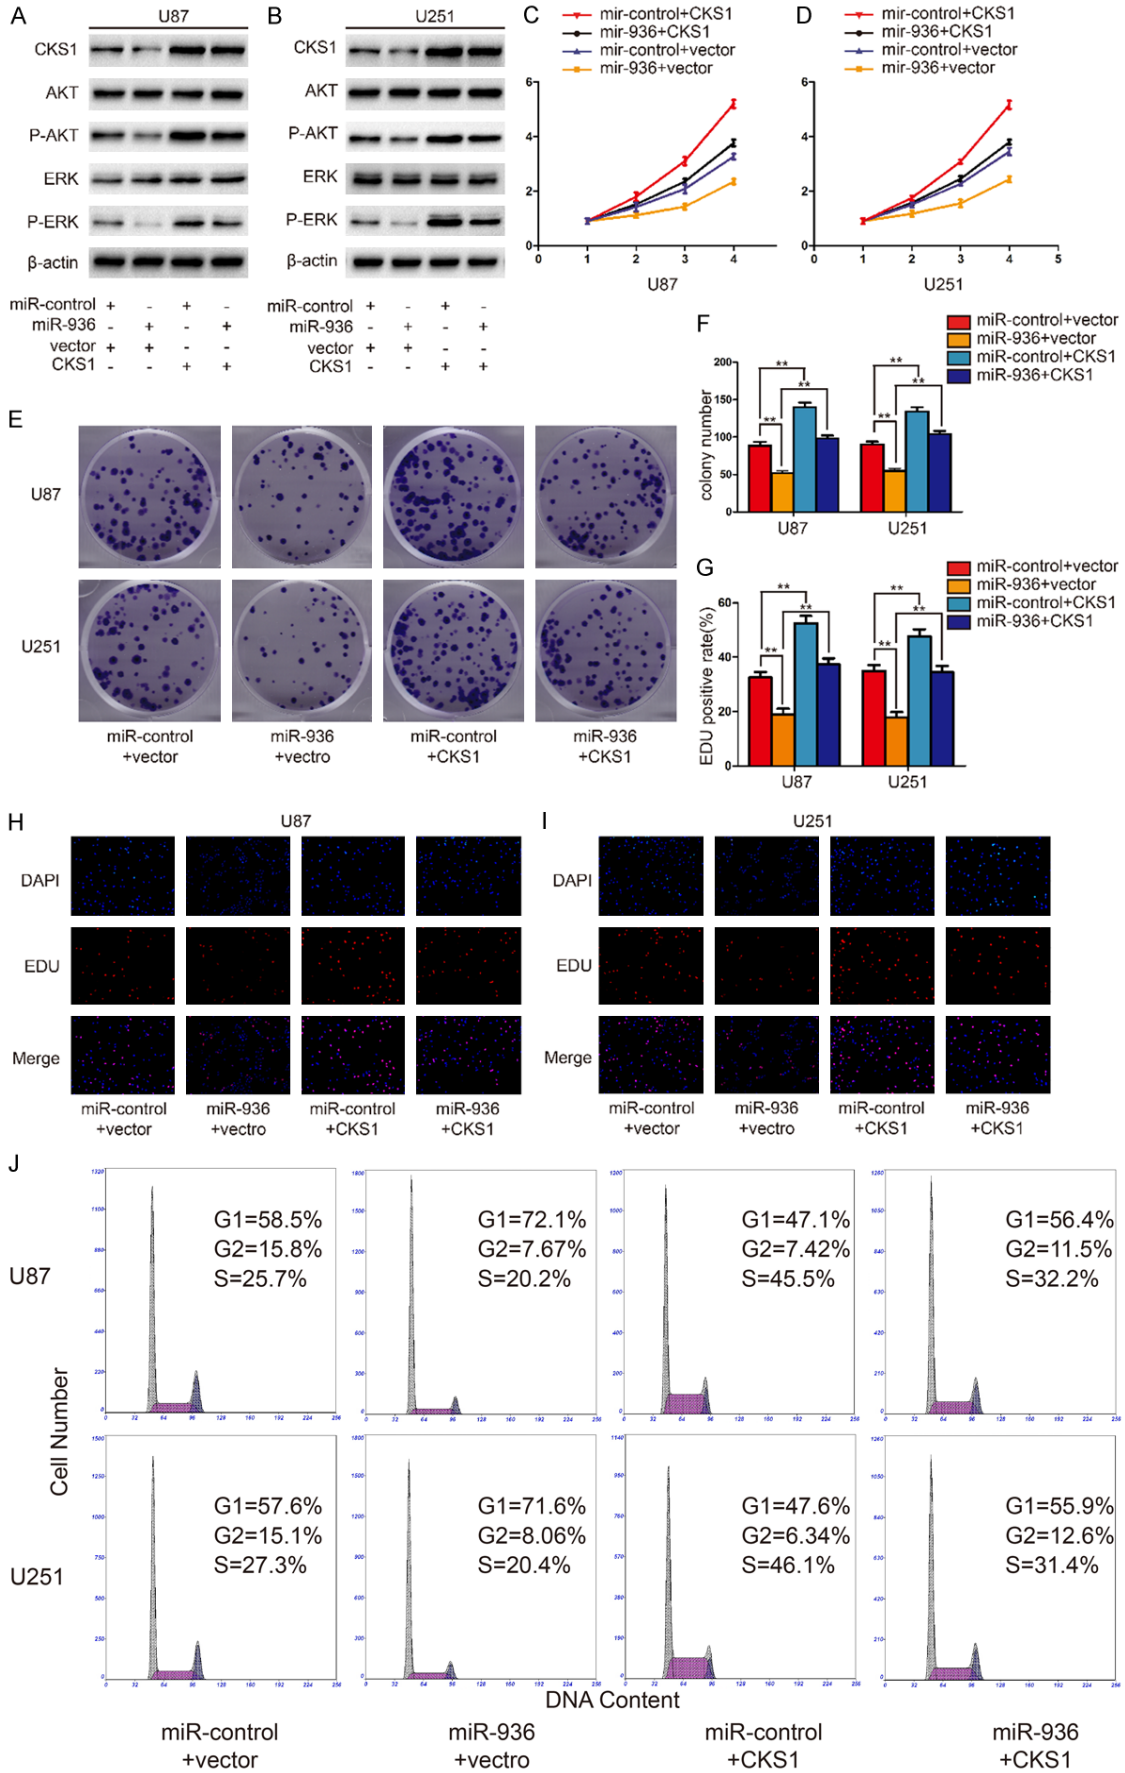 A
U87
CKS1
AKT
P-AKT
ERK
P-ERK
β-actin
miR-control + - + -
miR-936 - + - +
vector + + - -
CKS1 - - + +
B
U251
CKS1
AKT
P-AKT
ERK
P-ERK
β-actin
miR-control + - + -
miR-936 - + - +
vector + + - -
CKS1 - - + +
C
mir-control+CKS1
mir-936+CKS1
mir-control+vector
mir-936+vector
6
4
2
0
0 1 2 3 4
U87
D
mir-control+CKS1
mir-936+CKS1
mir-control+vector
mir-936+vector
6
4
2
0
0 1 2 3 4 5
U251
E
U87
U251
miR-control
+vector
miR-936
+vectro
miR-control
+CKS1
miR-936
+CKS1
F
miR-control+vector
miR-936+vector
miR-control+CKS1
miR-936+CKS1
colony number
200
150
100
50
0
** ** **
** ** **
U87 U251
G
miR-control+vector
miR-936+vector
miR-control+CKS1
miR-936+CKS1
EDU positive rate(%)
60
40
20
0
** ** **
** ** **
U87 U251
H
U87
DAPI
EDU
Merge
miR-control
+vector
miR-936
+vectro
miR-control
+CKS1
miR-936
+CKS1
I
U251
DAPI
EDU
Merge
miR-control
+vector
miR-936
+vectro
miR-control
+CKS1
miR-936
+CKS1
J
U87
G1=58.5%
G2=15.8%
S=25.7%
G1=72.1%
G2=7.67%
S=20.2%
G1=47.1%
G2=7.42%
S=45.5%
G1=56.4%
G2=11.5%
S=32.2%
U251
G1=57.6%
G2=15.1%
S=27.3%
G1=71.6%
G2=8.06%
S=20.4%
G1=47.6%
G2=6.34%
S=46.1%
G1=55.9%
G2=12.6%
S=31.4%
Cell Number
DNA Content
miR-control
+vector
miR-936
+vectro
miR-control
+CKS1
miR-936
+CKS1